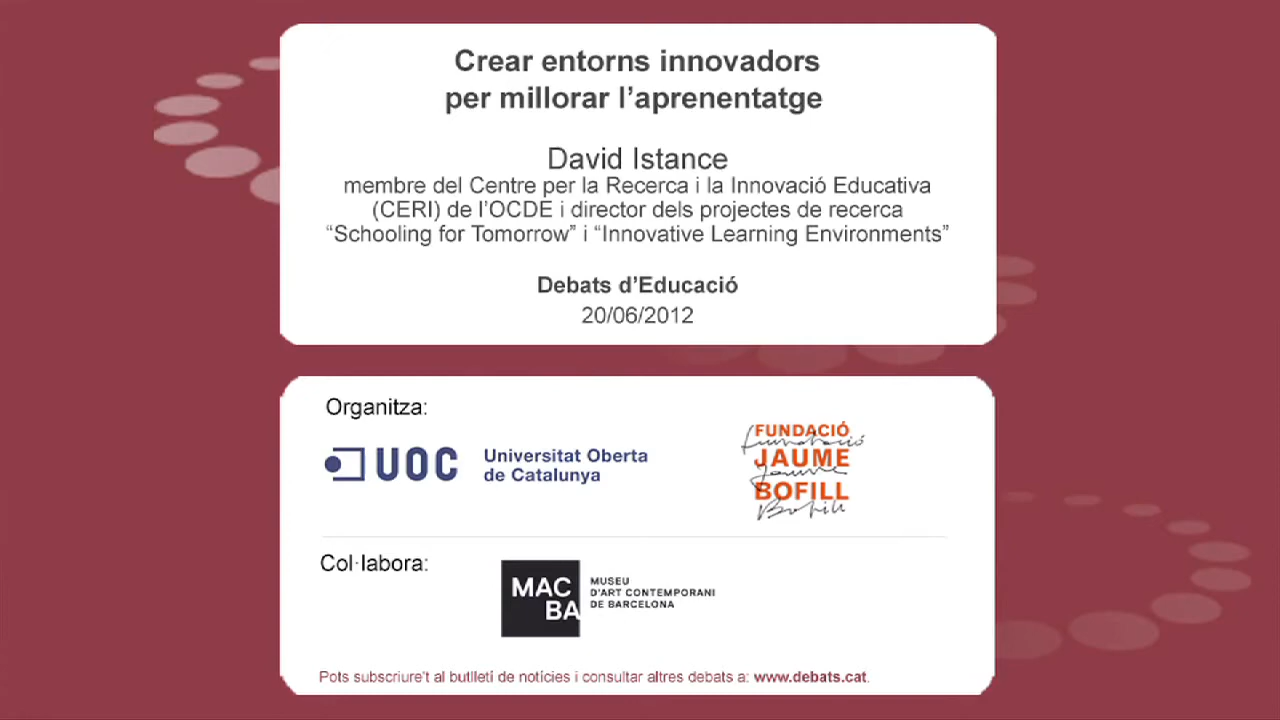 Crear entorns innovadors
per millorar l’aprenentatge
David Istance
membre del Centre per la Recerca i la Innovació Educativa
(CERI) de l’OCDE i director dels projectes de recerca
“Schooling for Tomorrow” i “Innovative Learning Environments”
Debats d’Educació
20/06/2012
Organitza:
UOC
Universitat Oberta
de Catalunya
FUNDACIÓ
Fundació
JAUME
Jaume
BOFILL
Bofill
Col·labora:
MAC
BA
MUSEU
D'ART CONTEMPORANI
DE BARCELONA
Pots subscriure't al butlletí de notícies i consultar altres debats a: www.debats.cat.